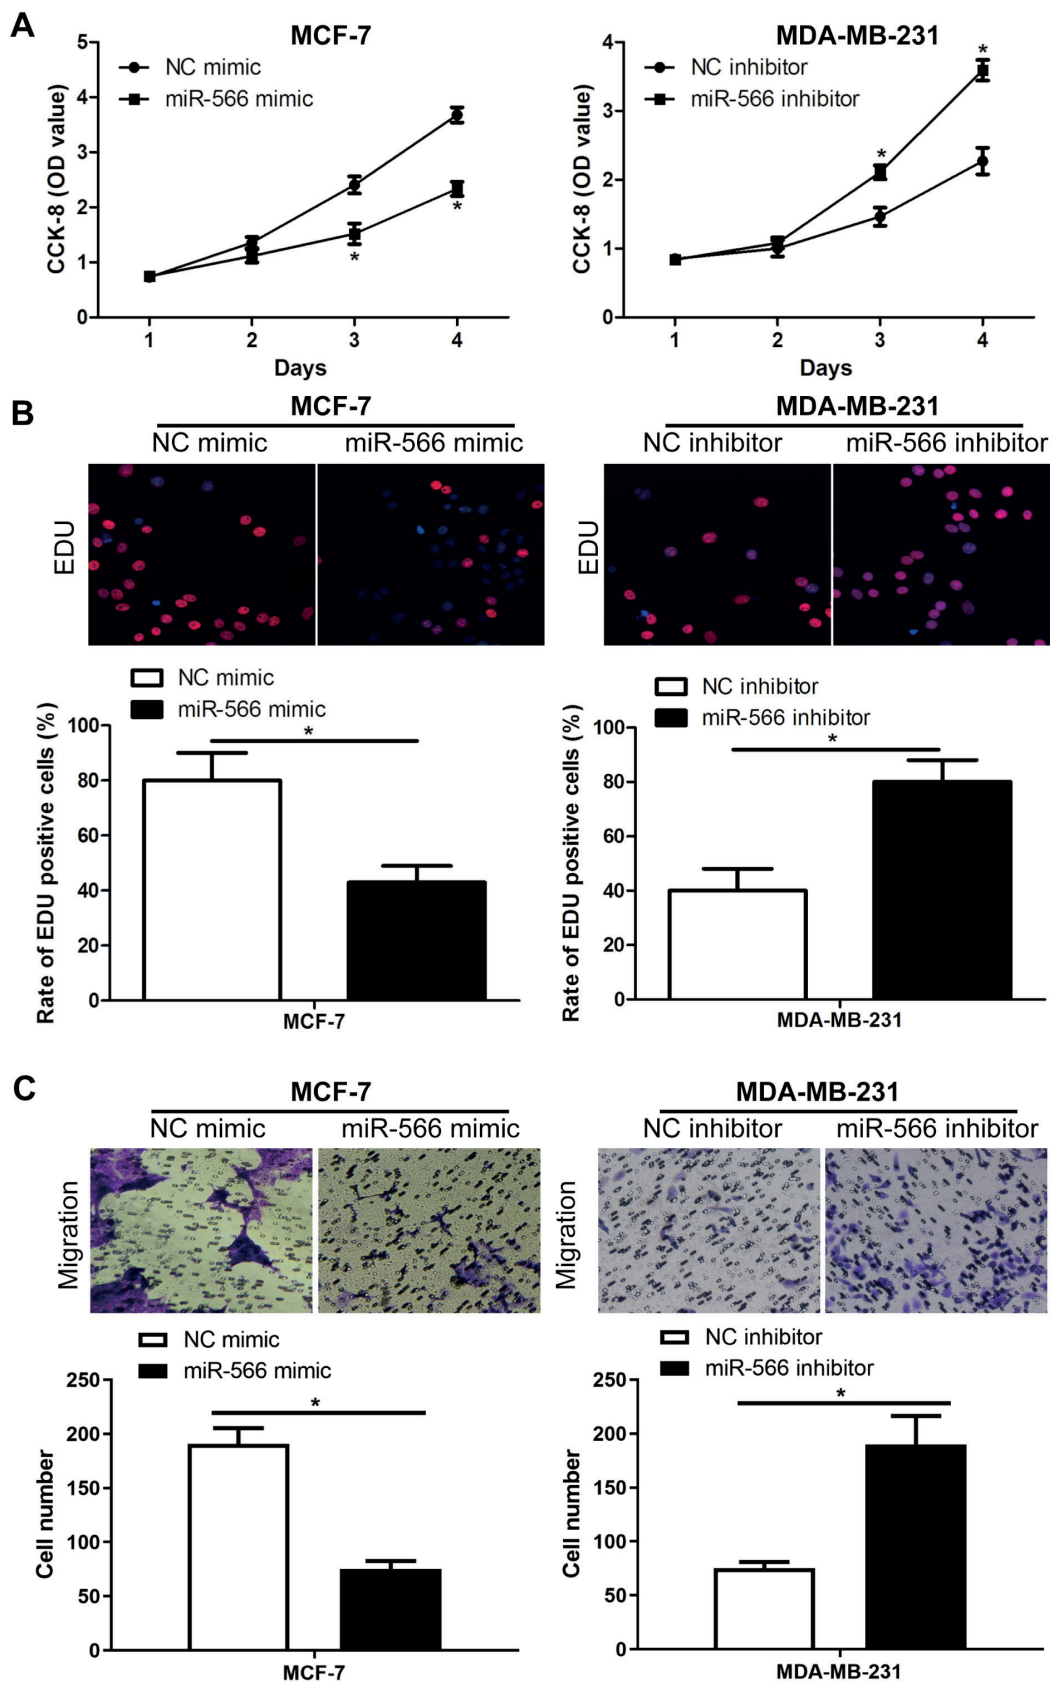 A
MCF-7
NC mimic
miR-566 mimic
CCK-8 (OD value)
5
4
3
2
1
0
*
*
1 2 3 4
Days
MDA-MB-231
NC inhibitor
miR-566 inhibitor
CCK-8 (OD value)
4
3
2
1
0
*
*
1 2 3 4
Days
B
MCF-7
NC mimic miR-566 mimic
EDU
MDA-MB-231
NC inhibitor miR-566 inhibitor
EDU
NC mimic
miR-566 mimic
Rate of EDU positive cells (%)
100
80
60
40
20
0
*
MCF-7
NC inhibitor
miR-566 inhibitor
Rate of EDU positive cells (%)
100
80
60
40
20
0
*
MDA-MB-231
C
MCF-7
NC mimic miR-566 mimic
Migration
MDA-MB-231
NC inhibitor miR-566 inhibitor
Migration
NC mimic
miR-566 mimic
Cell number
250
200
150
100
50
0
*
MCF-7
NC inhibitor
miR-566 inhibitor
Cell number
250
200
150
100
50
0
*
MDA-MB-231